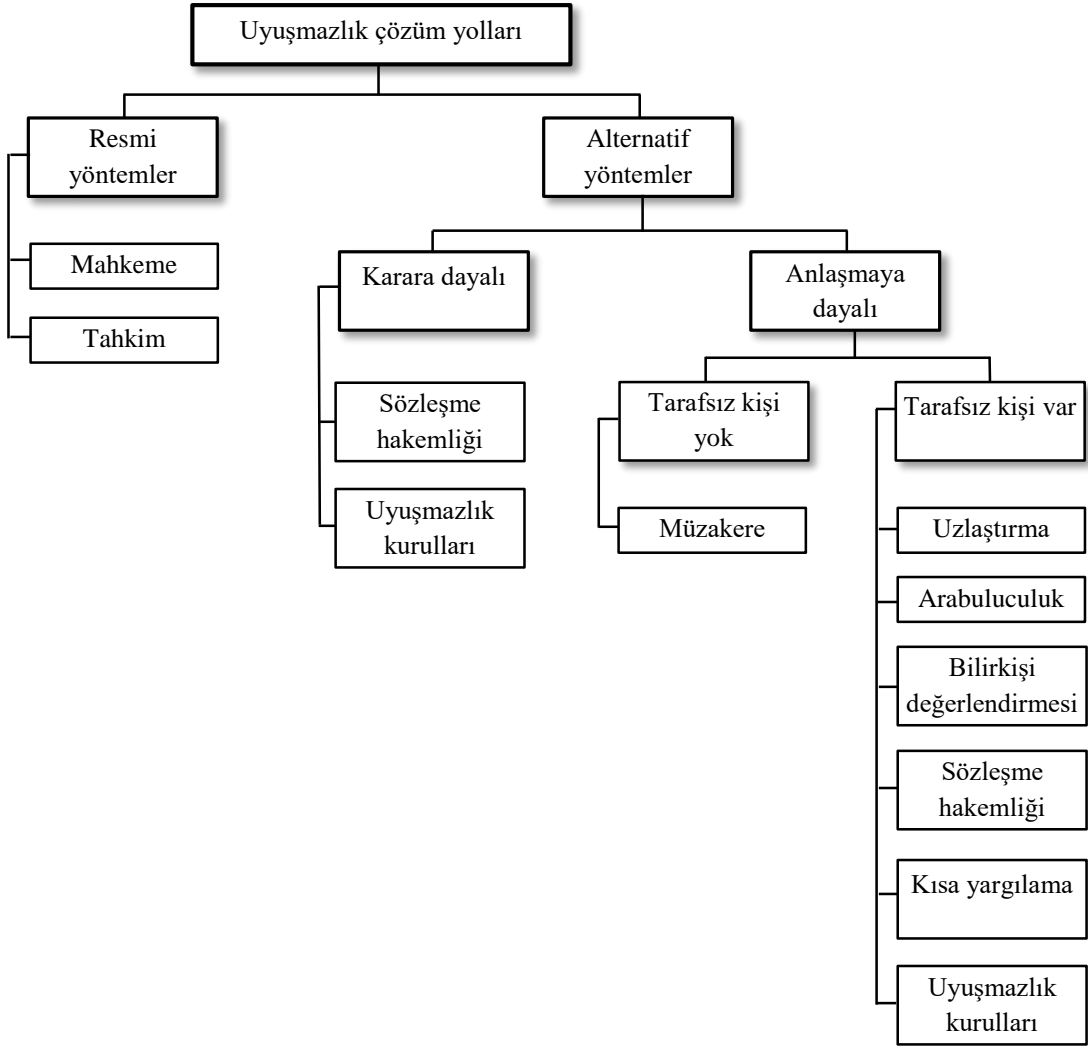 Uyuşmazlık çözüm yolları
Resmi
yöntemler
Alternatif
yöntemler
Mahkeme
Tahkim
Karara dayalı
Anlaşmaya
dayalı
Sözleşme
hakemliği
Uyuşmazlık
kurulları
Tarafsız kişi
yok
Müzakere
Tarafsız kişi var
Uzlaştırma
Arabuluculuk
Bilirkişi
değerlendirmesi
Sözleşme
hakemliği
Kısa yargılama
Uyuşmazlık
kurulları